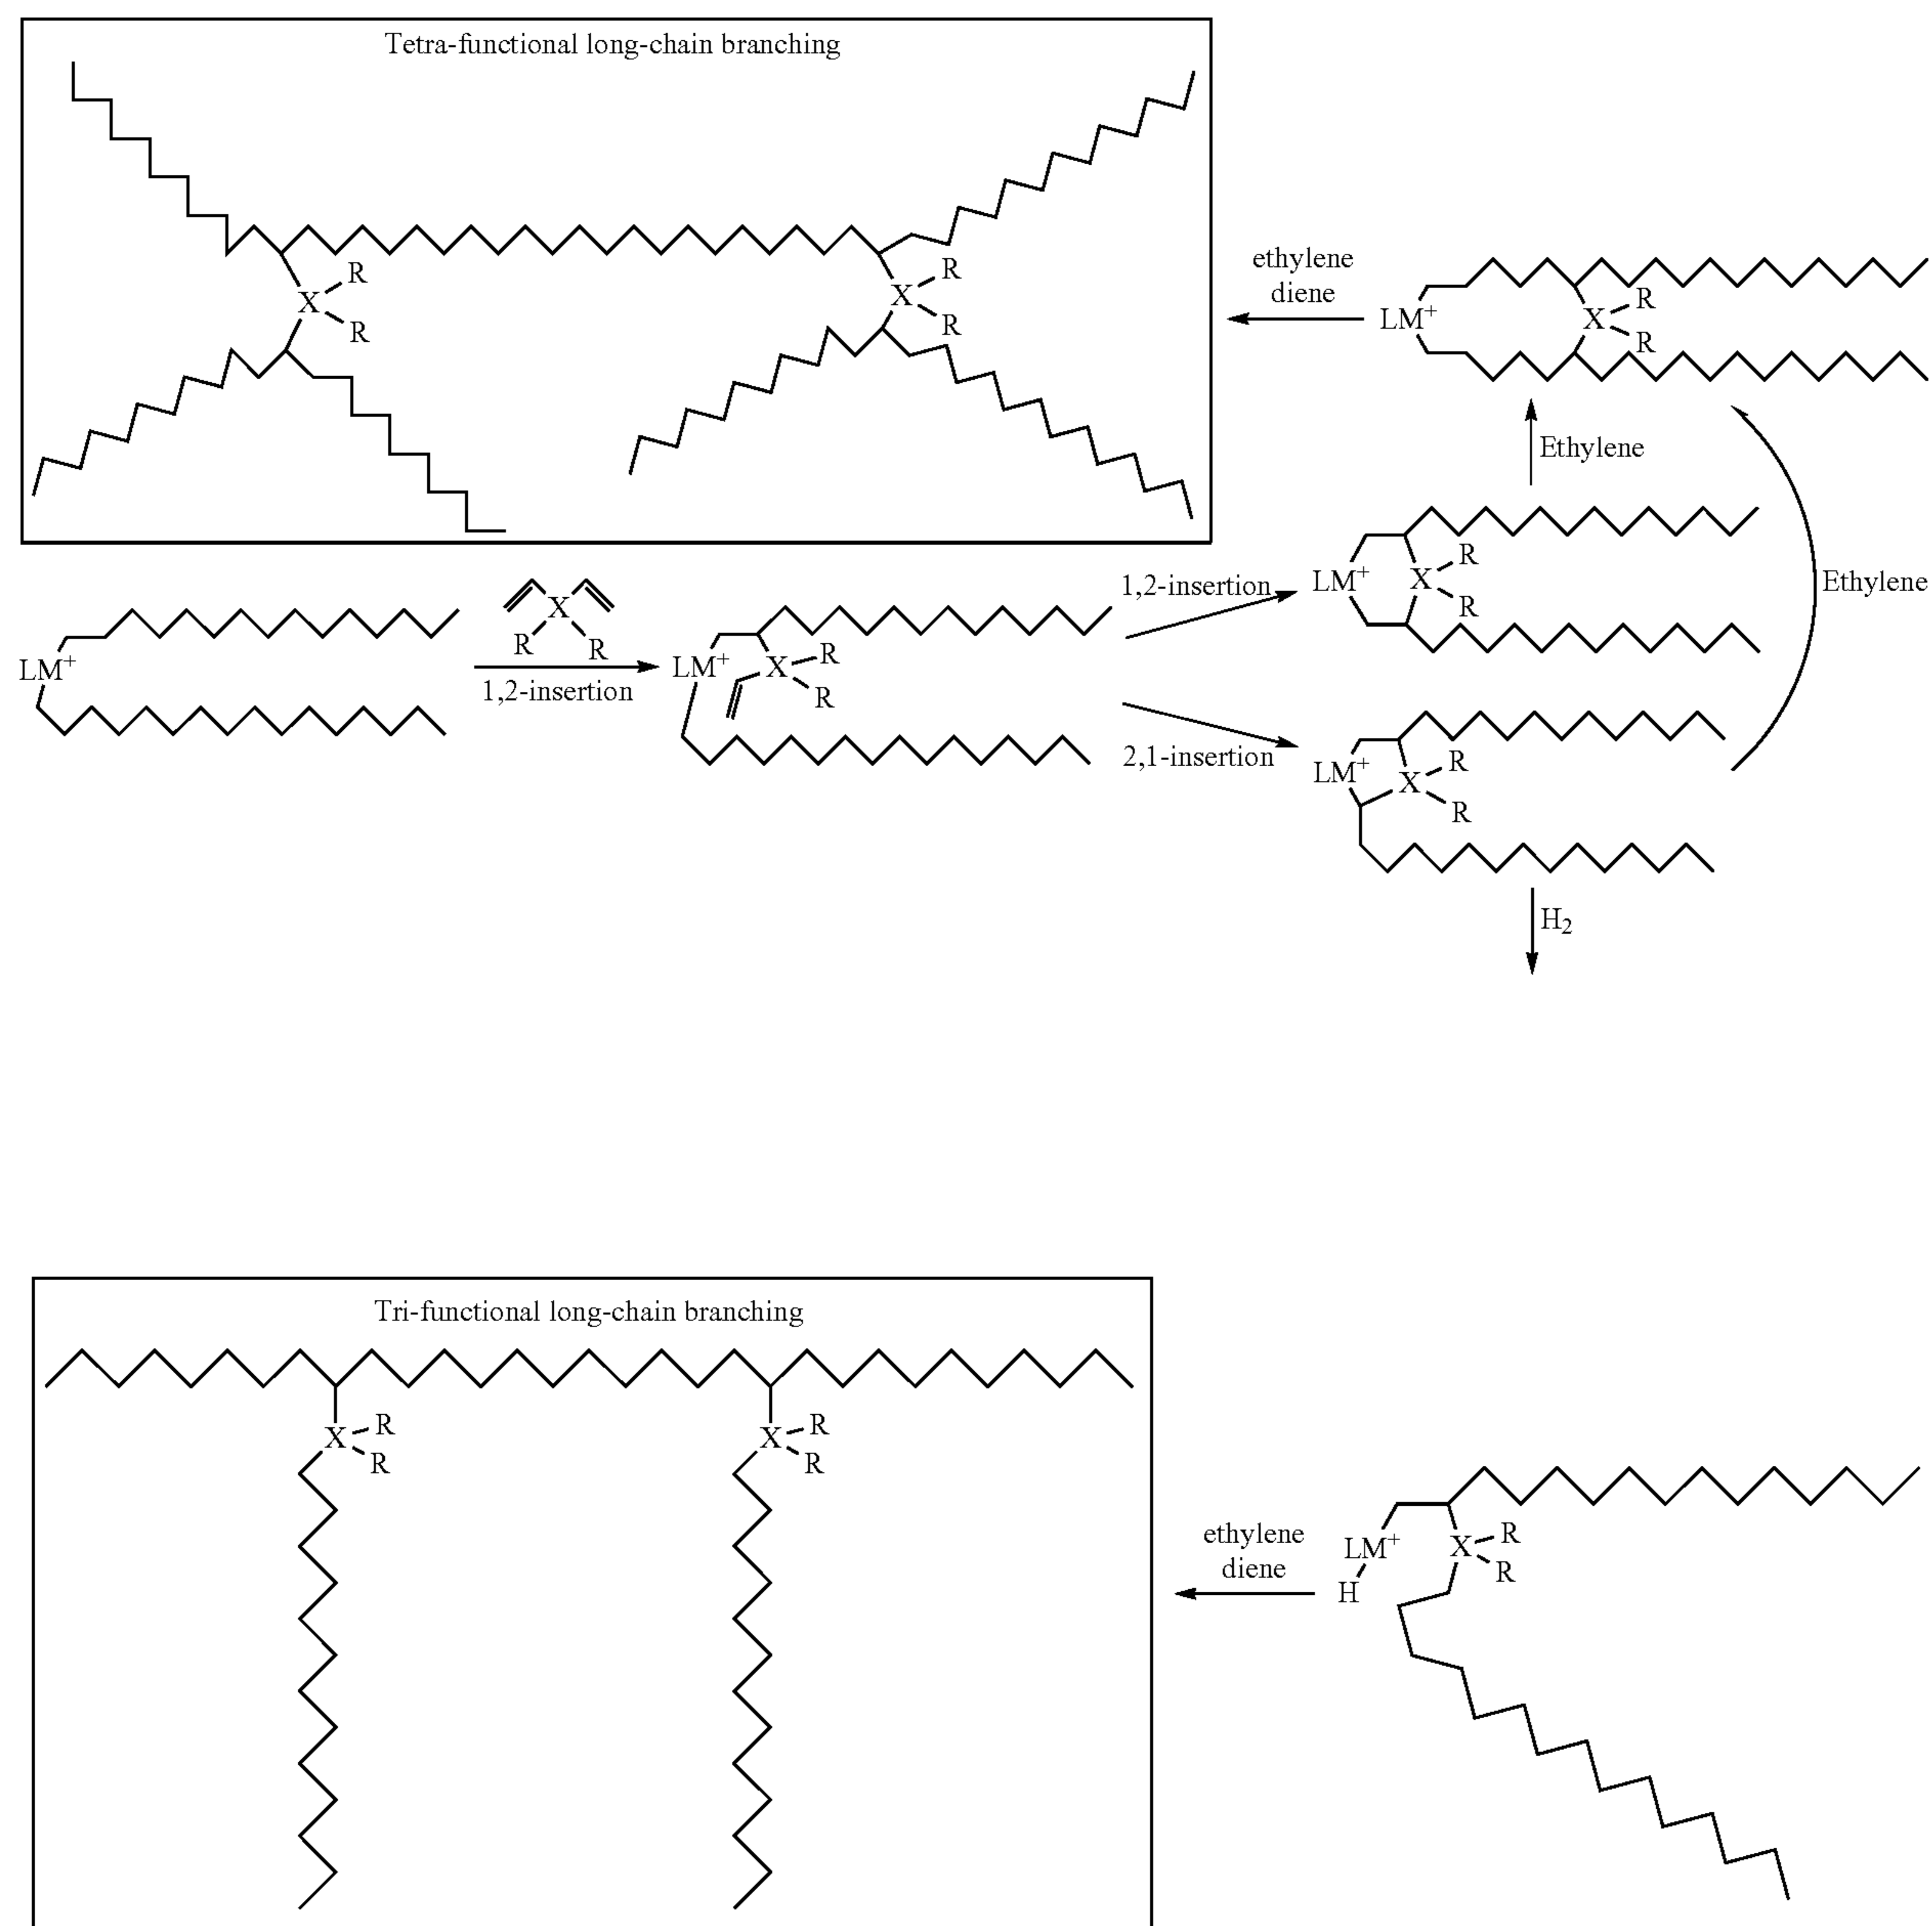 Tetra-functional long-chain branching
R
X
R
R
X
R
ethylene
diene
LM+
X
R
R
Ethylene
LM+
X
R
R
Ethylene
LM+
X
R
R
1,2-insertion
LM+
X
R
R
1,2-insertion
2,1-insertion
LM+
X
R
R
H2
Tri-functional long-chain branching
X
R
R
X
R
R
ethylene
diene
LM+
H
X
R
R